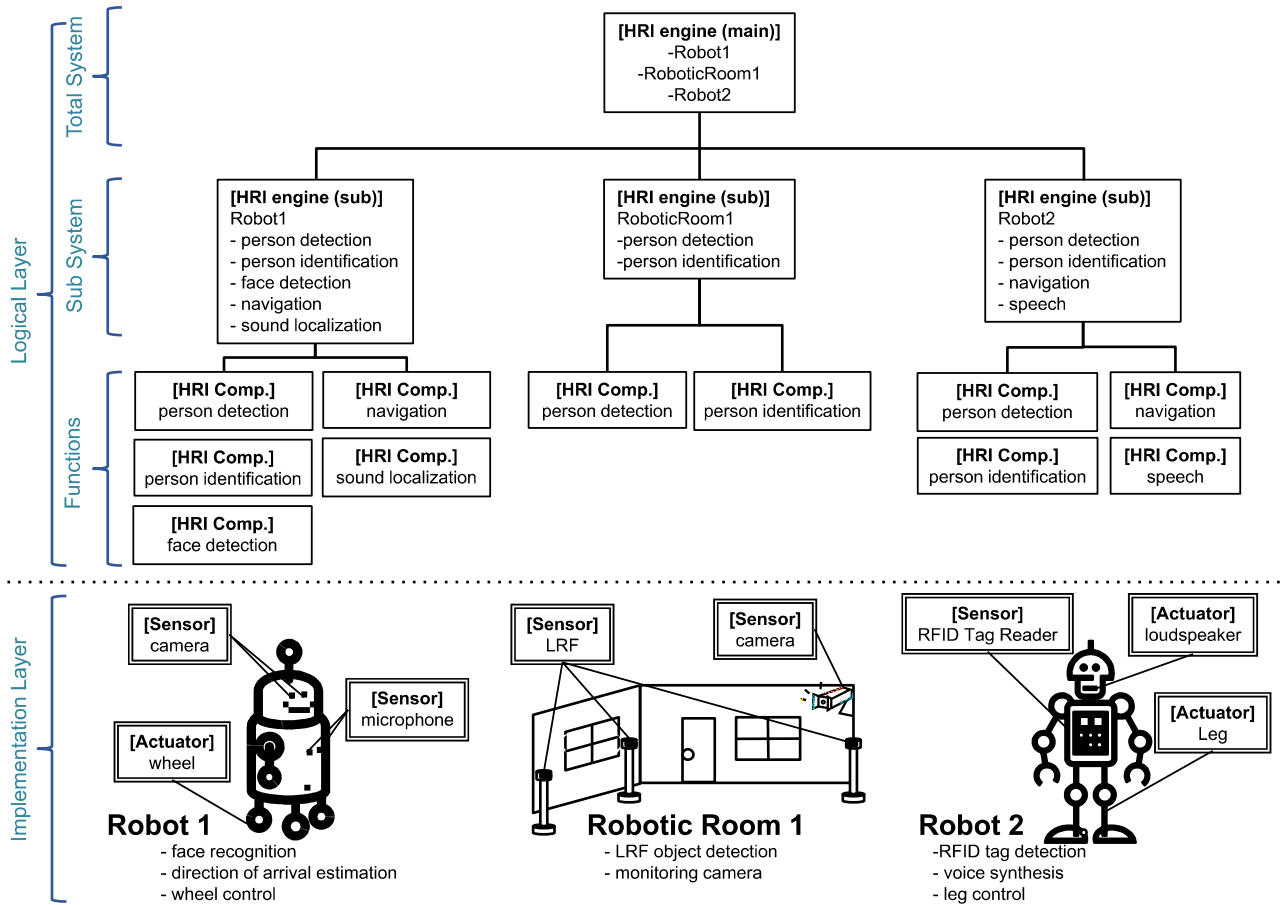 Logical Layer
Total System
[HRI engine (main)]
-Robot1
-RoboticRoom1
-Robot2
Sub System
[HRI engine (sub)]
Robot1
- person detection
- person identification
- face detection
- navigation
- sound localization
[HRI engine (sub)]
RoboticRoom1
-person detection
-person identification
[HRI engine (sub)]
Robot2
- person detection
- person identification
- navigation
- speech
Functions
[HRI Comp.]
person detection
[HRI Comp.]
navigation
[HRI Comp.]
person identification
[HRI Comp.]
sound localization
[HRI Comp.]
face detection
[HRI Comp.]
person detection
[HRI Comp.]
person identification
[HRI Comp.]
person detection
[HRI Comp.]
navigation
[HRI Comp.]
person identification
[HRI Comp.]
speech
Implementation Layer
[Sensor]
camera
[Sensor]
microphone
[Actuator]
wheel
Robot 1
- face recognition
- direction of arrival estimation
- wheel control
[Sensor]
LRF
[Sensor]
camera
Robotic Room 1
- LRF object detection
- monitoring camera
[Sensor]
RFID Tag Reader
[Actuator]
loudspeaker
[Actuator]
Leg
Robot 2
-RFID tag detection
- voice synthesis
- leg control